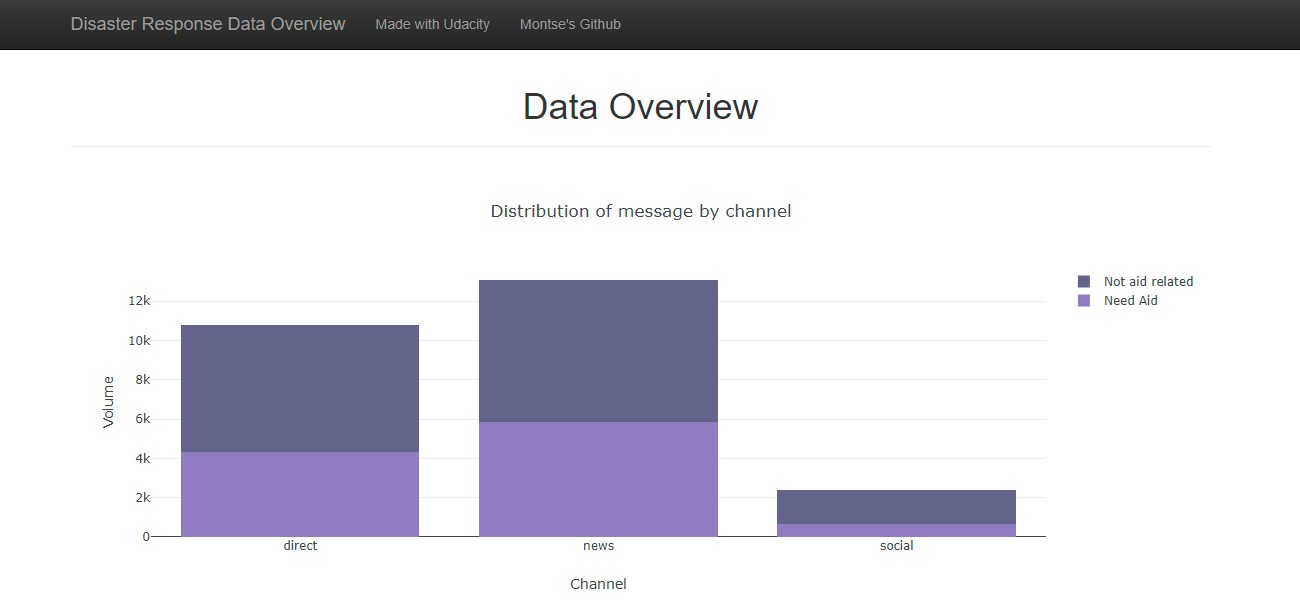 Disaster Response Data Overview Made with Udacity Montse's Github
Data Overview
Distribution of message by channel
Not aid related
Need Aid
12k
10k
8k
6k
4k
2k
0
Volume
direct news social
Channel